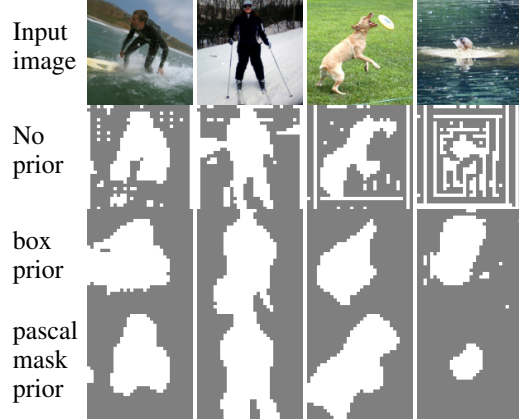 Input
image
No
prior
box
prior
pascal
mask
prior